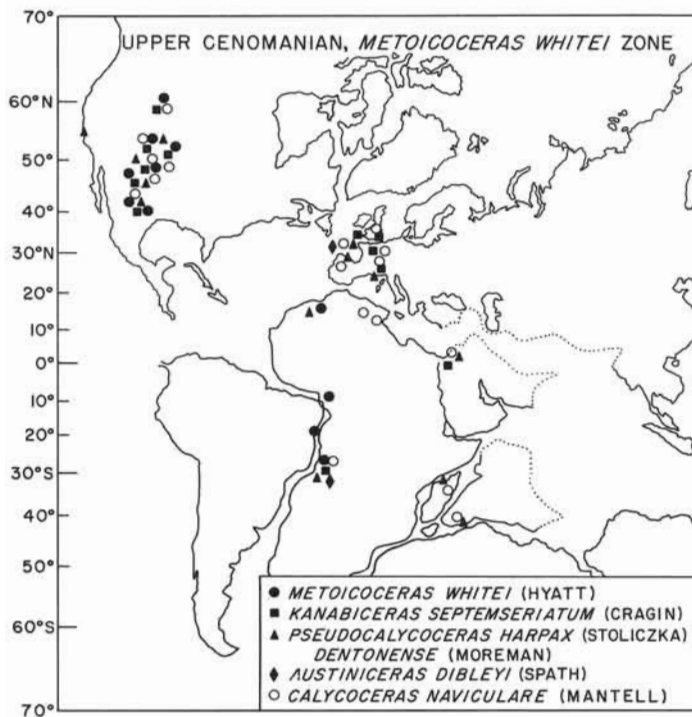 UPPER CENOMANIAN, METOICOCERAS WHITEI ZONE
70°
60°N
50°
40°
30°N
20°
10°
0°
10°
20°
30°S
40°
50°
60°S
70°
METOICOCERAS WHITEI (HYATT)
KANABICERAS SEPTEMSERIATUM (CRAGIN)
PSEUDOCALYCOCERAS HARPAX (STOLICZKA)
DENTONENSE (MOREMAN)
AUSTINICERAS DIBLEYI (SPATH)
CALYCOCERAS NAVICULARE (MANTELL)